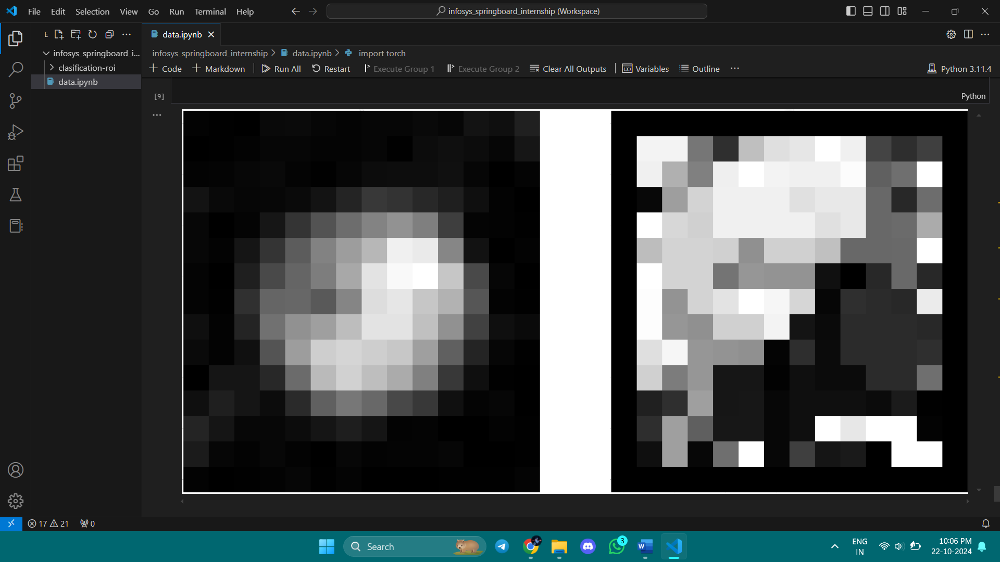 File Edit Selection View Go Run Terminal Help
infosys_springboard_internship (Workspace)
E
data.ipynb
infosys_springboard_i...
clasification-roi
data.ipynb
infosys_springboard_internship > data.ipynb > import torch
+ Code + Markdown Run All Restart Execute Group 1 Execute Group 2 Clear All Outputs Variables Outline ... Python 3.11.4
[9]
Python
...
17 21 0
Search
3
ENG
IN
10:06 PM
22-10-2024